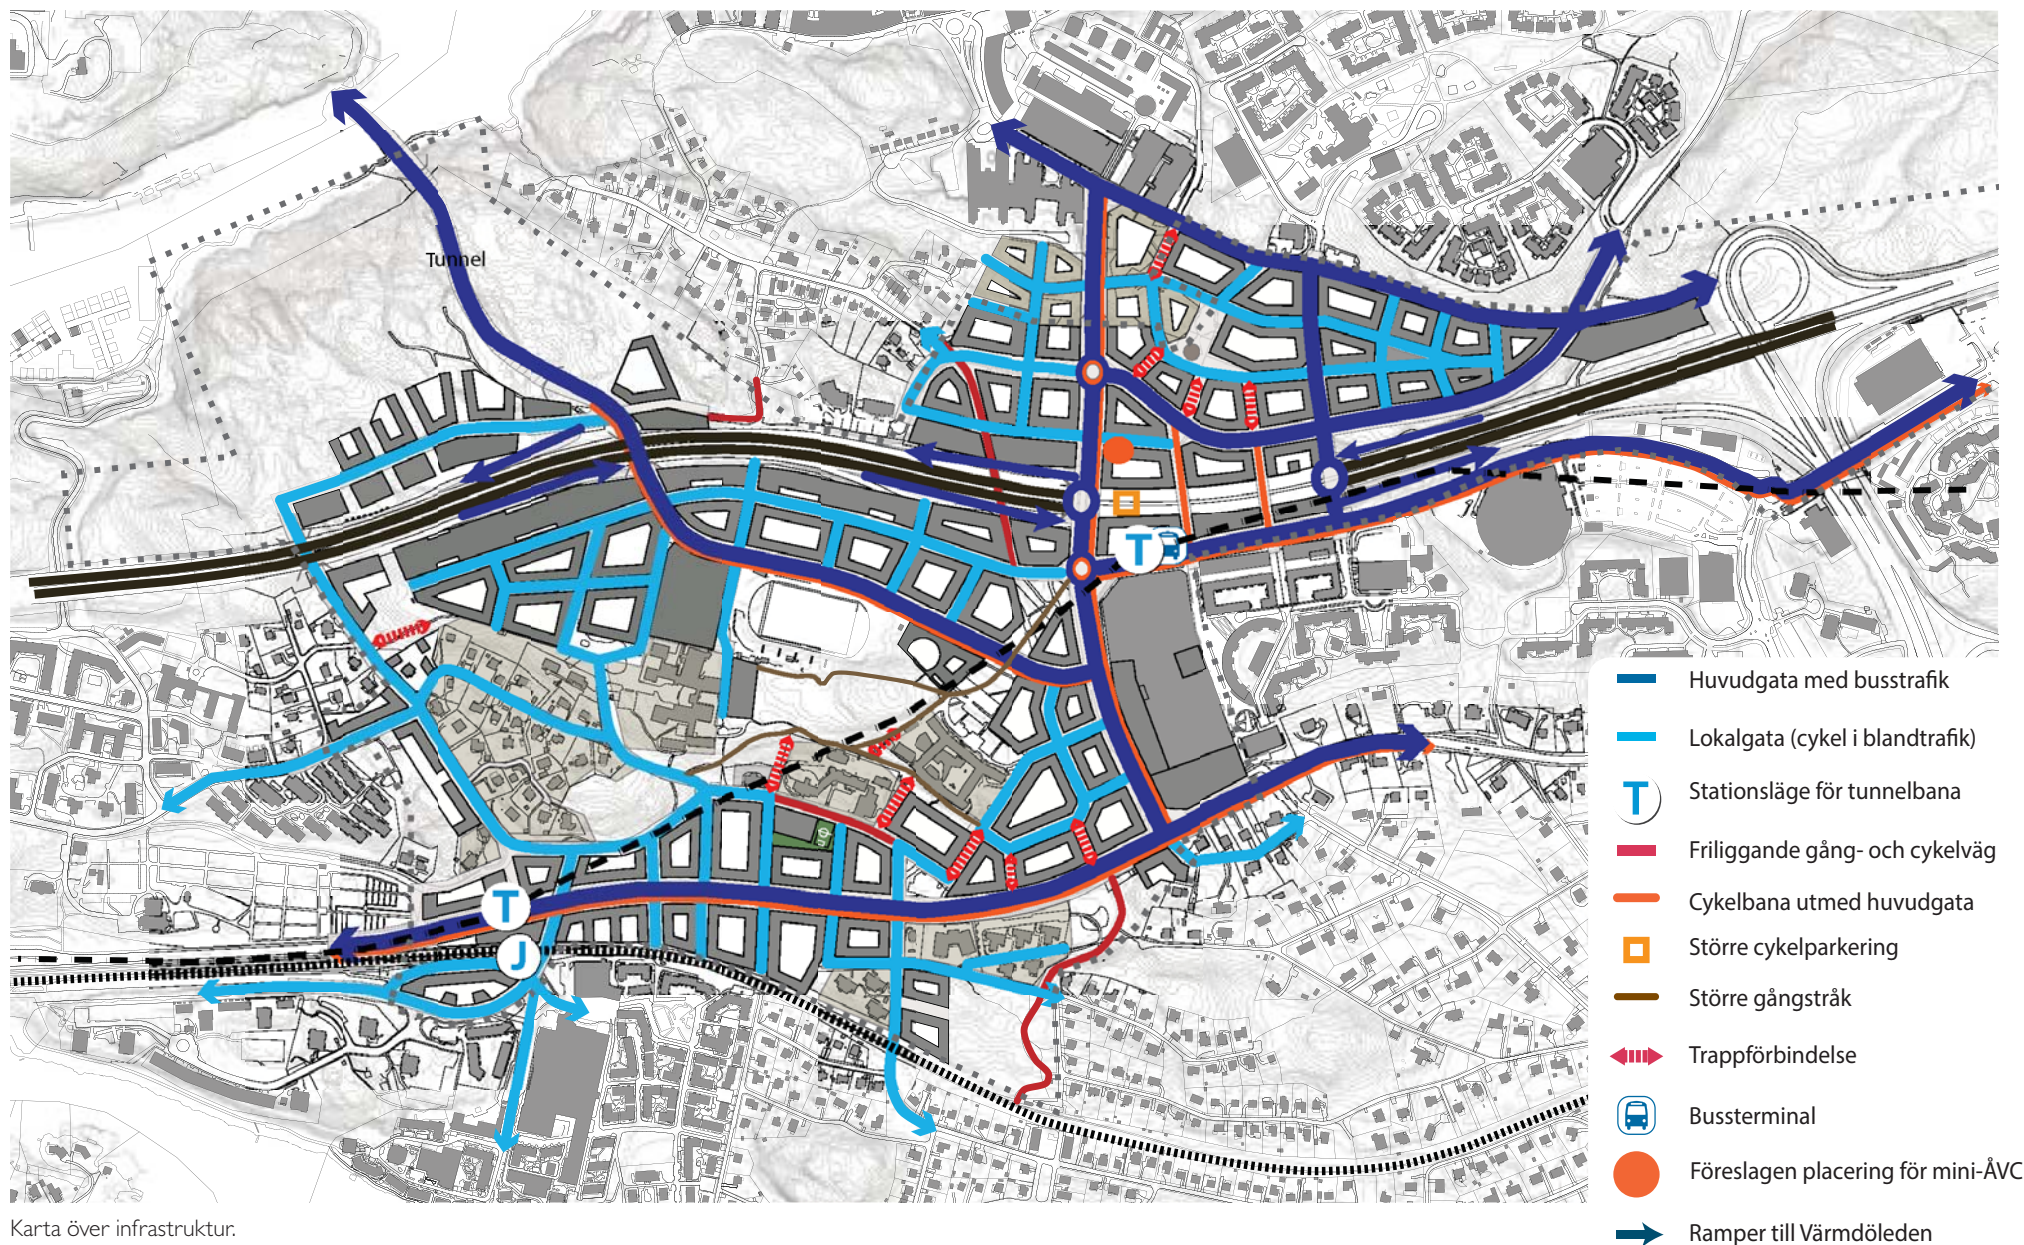 Tunnel
T
T
J
Huvudgata med busstrafik
Lokalgata (cykel i blandtrafik)
T
Stationsläge för tunnelbana
Friliggande gång- och cykelväg
Cykelbana utmed huvudgata
Större cykelparkering
Större gångstråk
Trappförbindelse
Bussterminal
Föreslagen placering för mini-ÅVC
Ramper till Värmdöleden
Karta över infrastruktur.